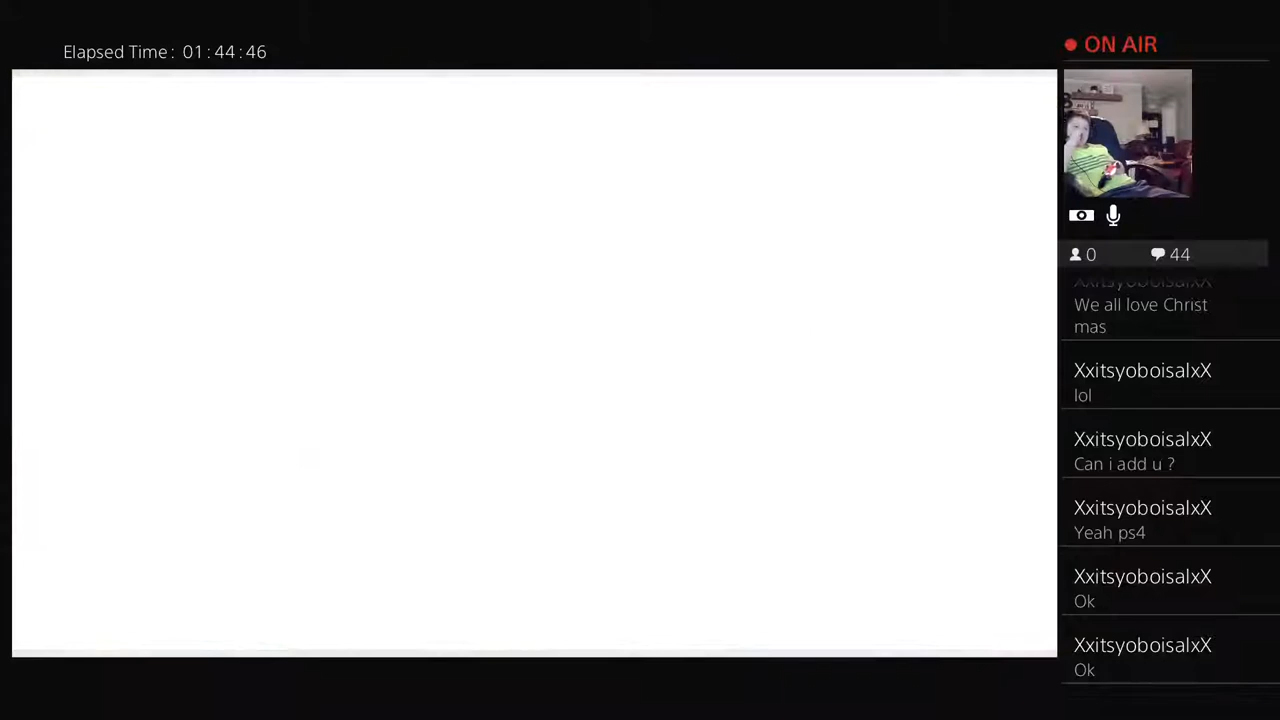 Elapsed Time: 01:44:46
ON AIR
0 44
XxitsyoboisalxX
We all love Christ
mas
XxitsyoboisalxX
lol
XxitsyoboisalxX
Can i add u ?
XxitsyoboisalxX
Yeah ps4
XxitsyoboisalxX
Ok
XxitsyoboisalxX
Ok